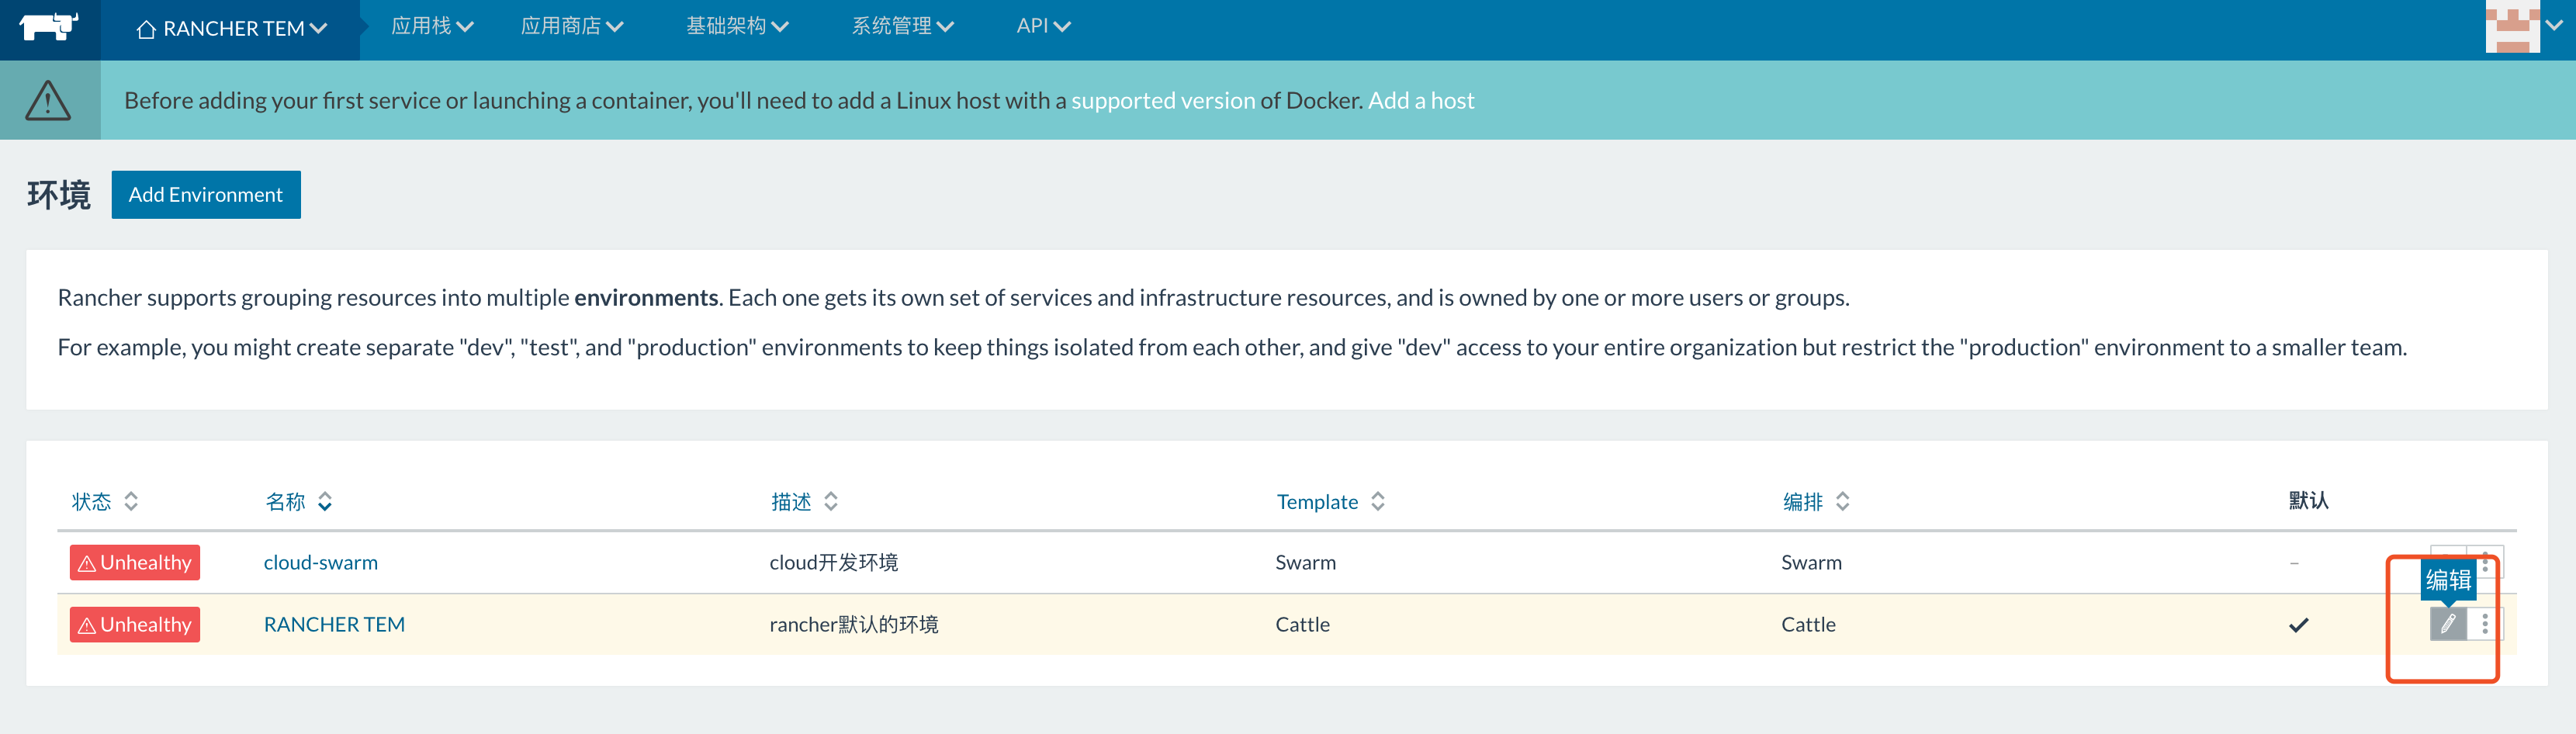 RANCHER TEM 应用栈 应用商店 基础架构 系统管理 API
Before adding your first service or launching a container, you'll need to add a Linux host with a supported version of Docker. Add a host
环境 Add Environment
Rancher supports grouping resources into multiple environments. Each one gets its own set of services and infrastructure resources, and is owned by one or more users or groups.
For example, you might create separate "dev", "test", and "production" environments to keep things isolated from each other, and give "dev" access to your entire organization but restrict the "production" environment to a smaller team.
状态 名称 描述 Template 编排 默认
Unhealthy cloud-swarm cloud开发环境 Swarm Swarm –
编辑
Unhealthy RANCHER TEM rancher默认的环境 Cattle Cattle